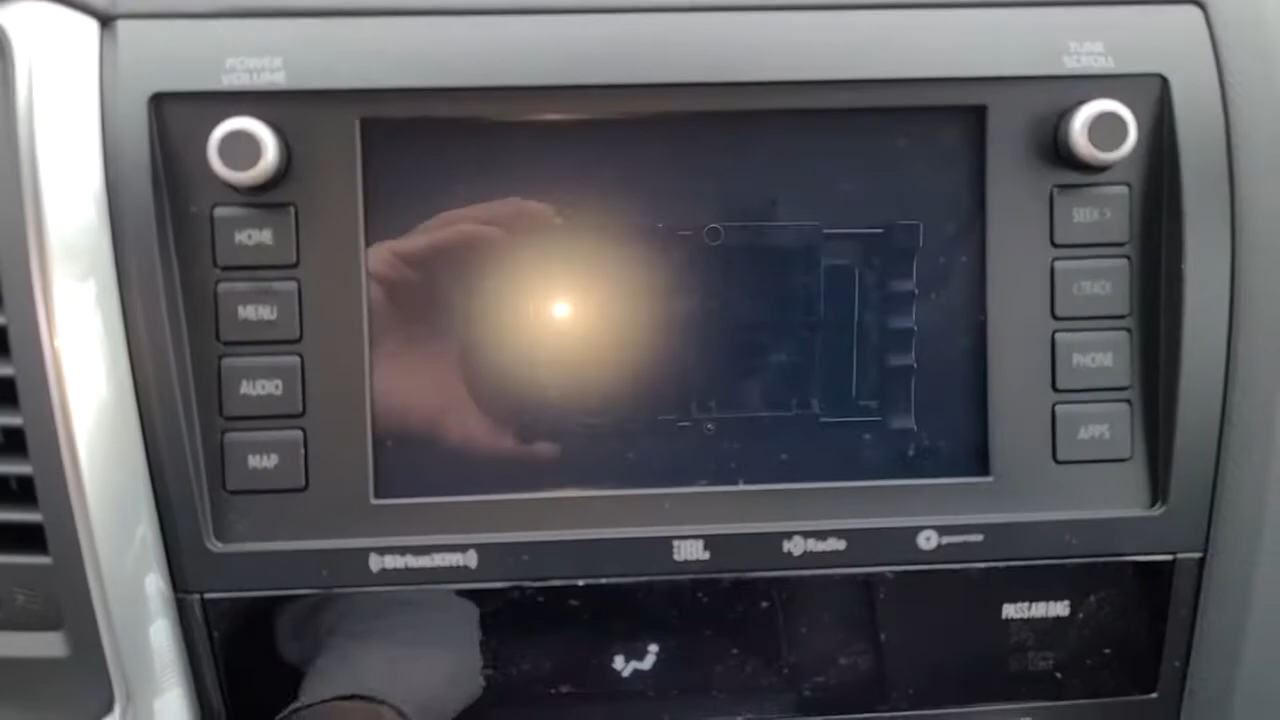 POWER
VOLUME
TUNE
SCROLL
HOME
SEEK >
MENU
< TRACK
AUDIO
PHONE
MAP
APPS
((SiriusXM))
JBL
HD Radio
PASS AIR BAG